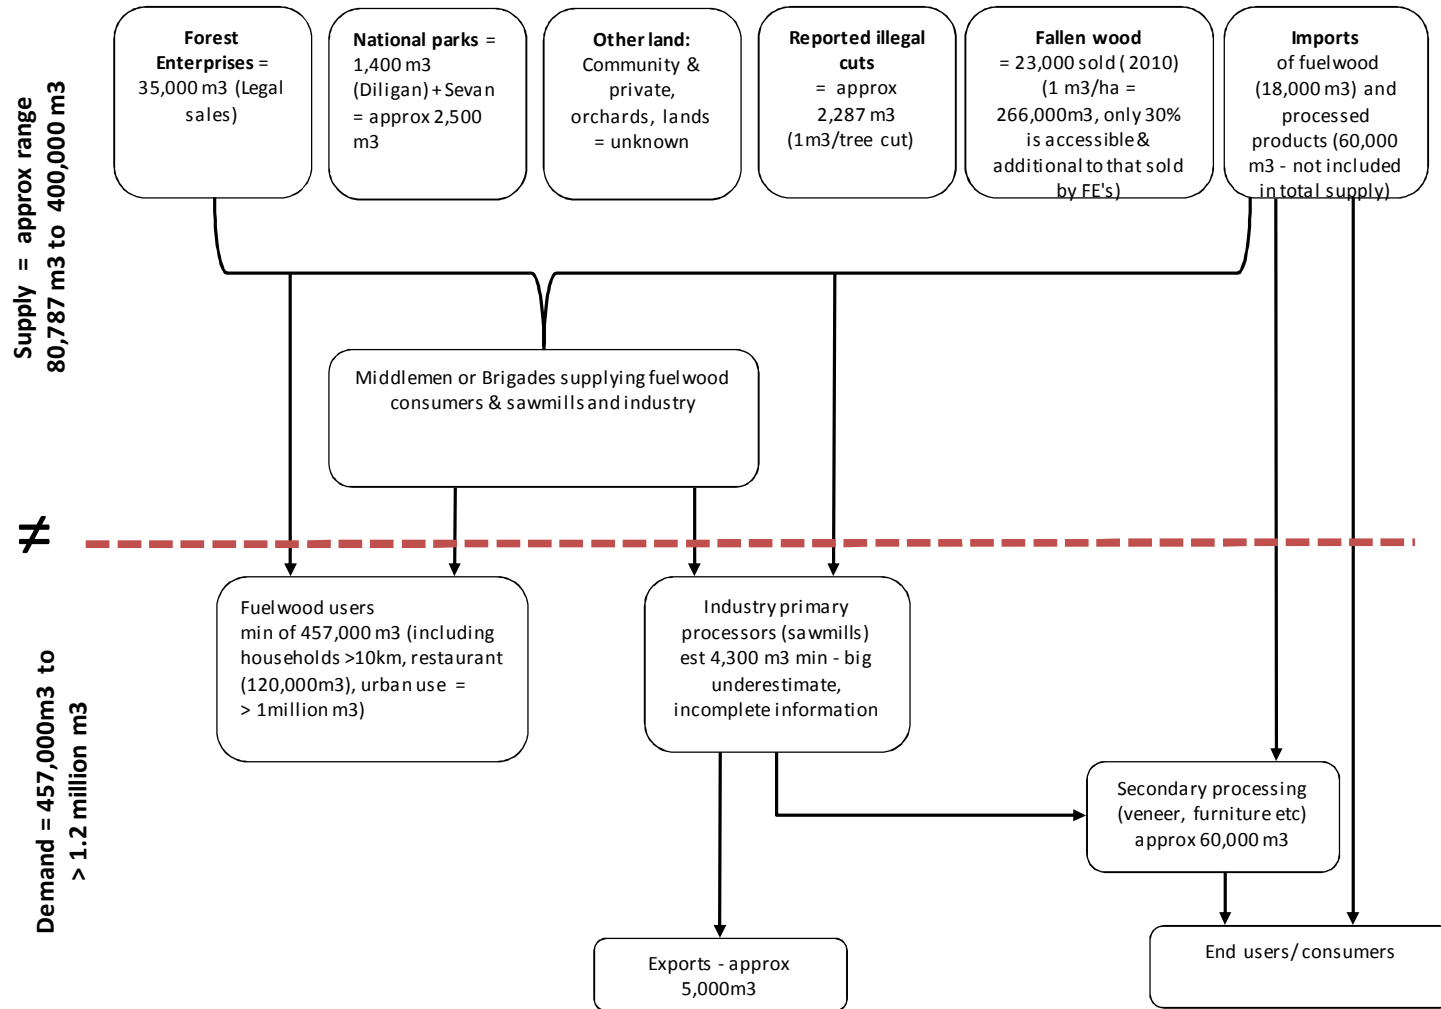 Supply = approx range
80,787 m3 to 400,000 m3
Forest
Enterprises =
35,000 m3 (Legal
sales)
National parks =
1,400 m3
(Diligan) + Sevan
= approx 2,500
m3
Other land:
Community &
private,
orchards, lands
= unknown
Reported illegal
cuts
= approx
2,287 m3
(1m3/tree cut)
Fallen wood
= 23,000 sold (2010)
(1 m3/ha =
266,000m3, only 30%
is accessible &
additional to that sold
by FE's)
Imports
of fuelwood
(18,000 m3) and
processed
products (60,000
m3 - not included
in total supply)
Middlemen or Brigades supplying fuelwood
consumers & sawmills and industry
≠
Demand = 457,000m3 to
> 1.2 million m3
Fuelwood users
min of 457,000 m3 (including
households >10km, restaurant
(120,000m3), urban use =
> 1million m3)
Industry primary
processors (sawmills)
est 4,300 m3 min - big
underestimate,
incomplete information
Secondary processing
(veneer, furniture etc)
approx 60,000 m3
Exports - approx
5,000m3
End users/ consumers